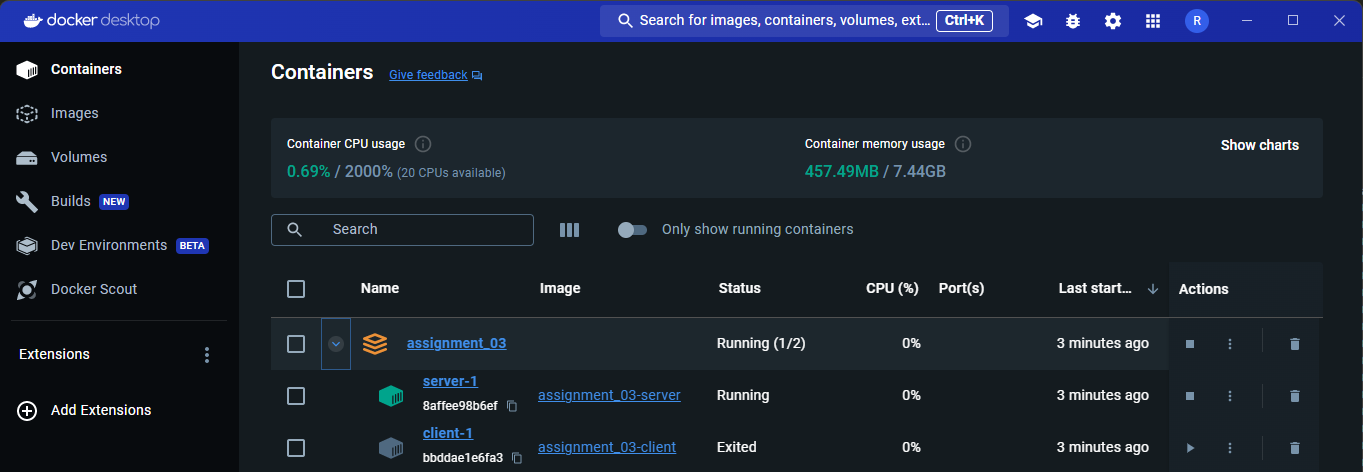 docker desktop
Search for images, containers, volumes, ext... Ctrl+K
R
Containers
Images
Volumes
Builds NEW
Dev Environments BETA
Docker Scout
Extensions
Add Extensions
Containers Give feedback
Container CPU usage
0.69% / 2000% (20 CPUs available)
Container memory usage
457.49MB / 7.44GB
Show charts
Search
Only show running containers
Name Image Status CPU (%) Port(s) Last start... Actions
assignment_03 Running (1/2) 0% 3 minutes ago
server-1
8affee98b6ef
assignment_03-server Running 0% 3 minutes ago
client-1
bbddae1e6fa3
assignment_03-client Exited 0% 3 minutes ago